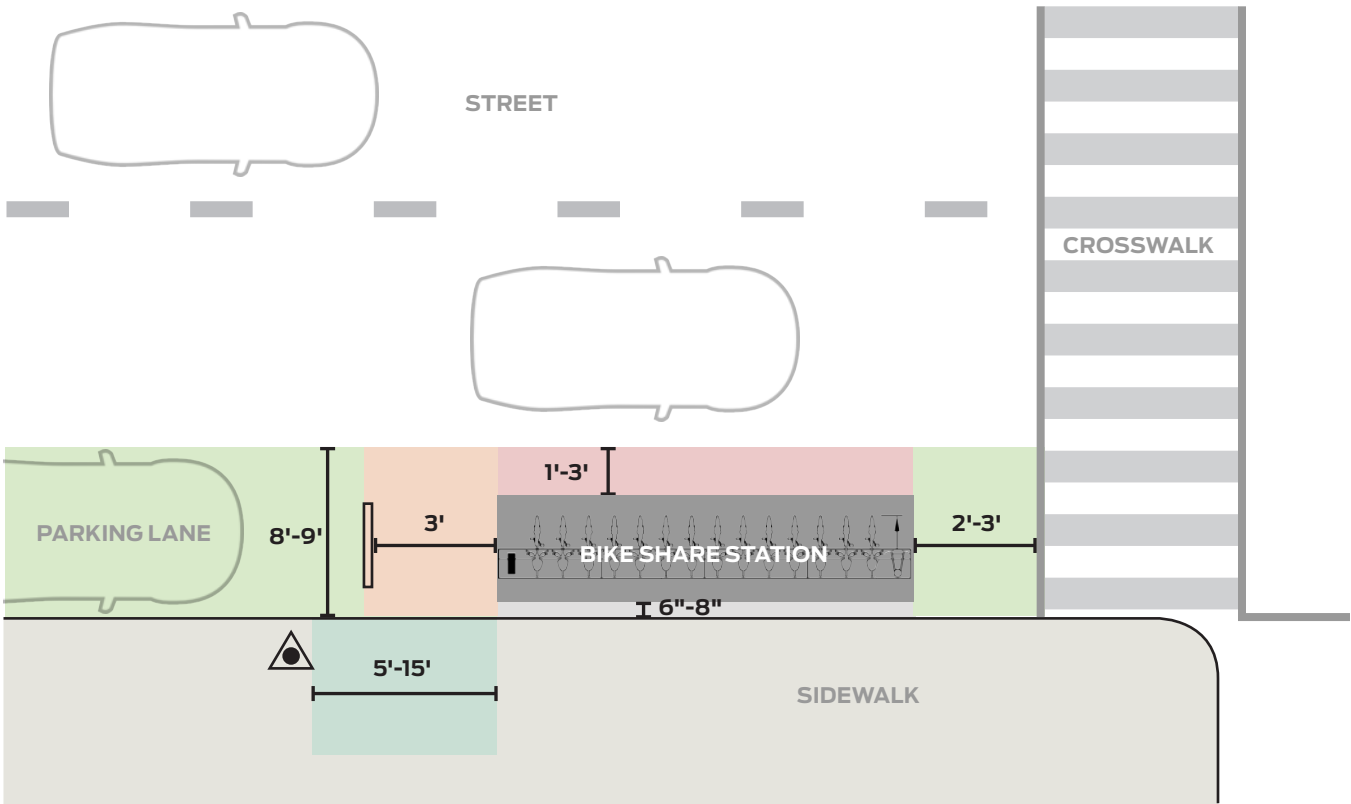 STREET
CROSSWALK
1'-3'
PARKING LANE
8'-9'
3'
2'-3'
BIKE SHARE STATION
6"-8"
5'-15'
SIDEWALK